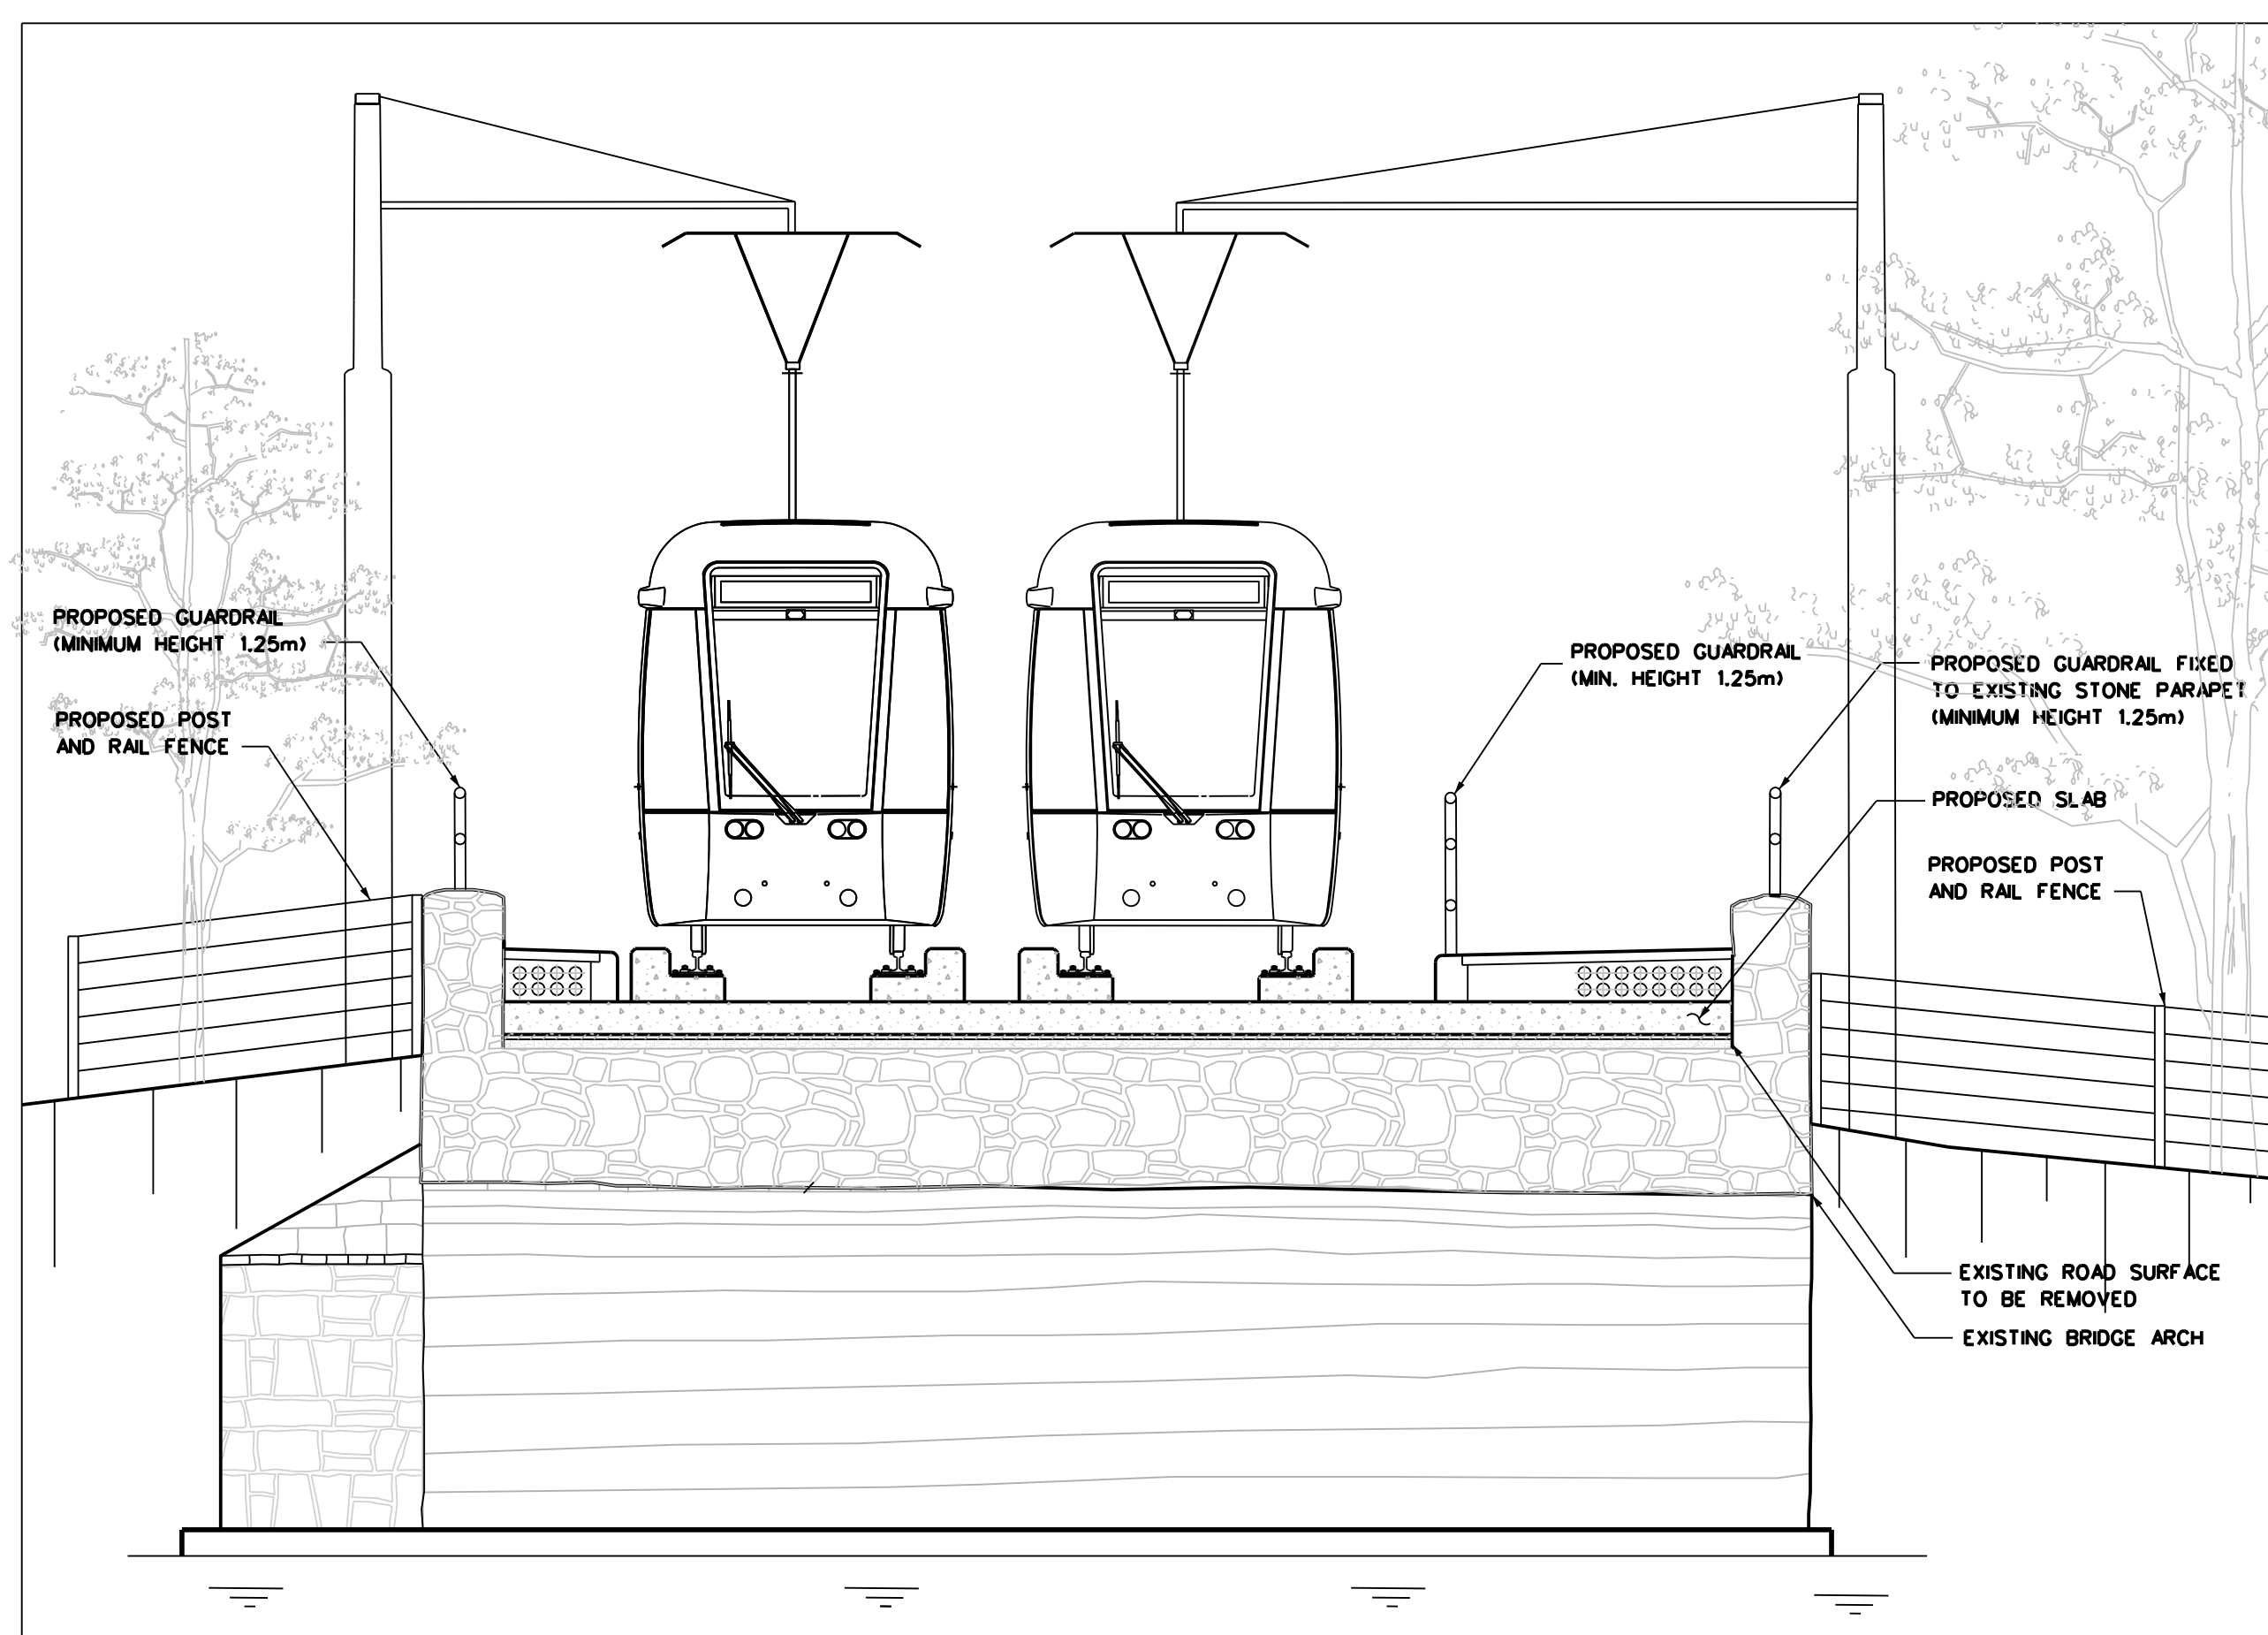 PROPOSED GUARDRAIL
(MINIMUM HEIGHT 1.25m)
PROPOSED POST
AND RAIL FENCE
PROPOSED GUARDRAIL
(MIN. HEIGHT 1.25m)
PROPOSED GUARDRAIL FIXED
TO EXISTING STONE PARAPET
(MINIMUM HEIGHT 1.25m)
PROPOSED SLAB
PROPOSED POST
AND RAIL FENCE
EXISTING ROAD SURFACE
TO BE REMOVED
EXISTING BRIDGE ARCH